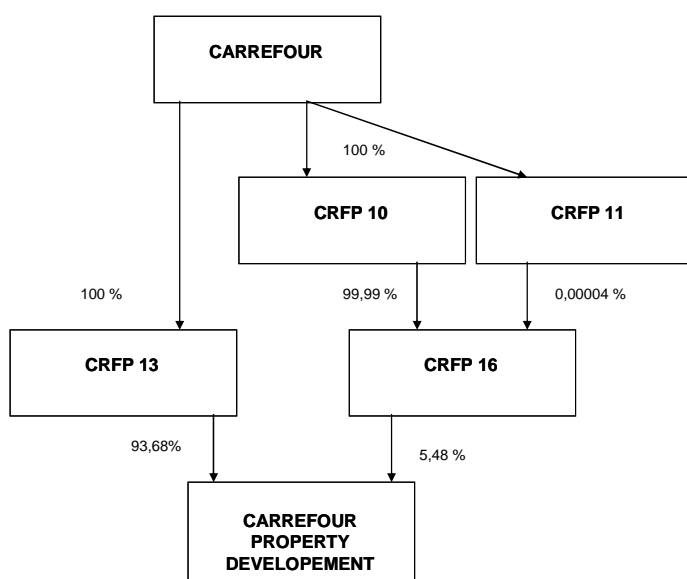 CARREFOUR
100 %
CRFP 10
CRFP 11
100 %
99,99 %
0,00004 %
CRFP 13
CRFP 16
93,68%
5,48 %
CARREFOUR
PROPERTY
DEVELOPEMENT